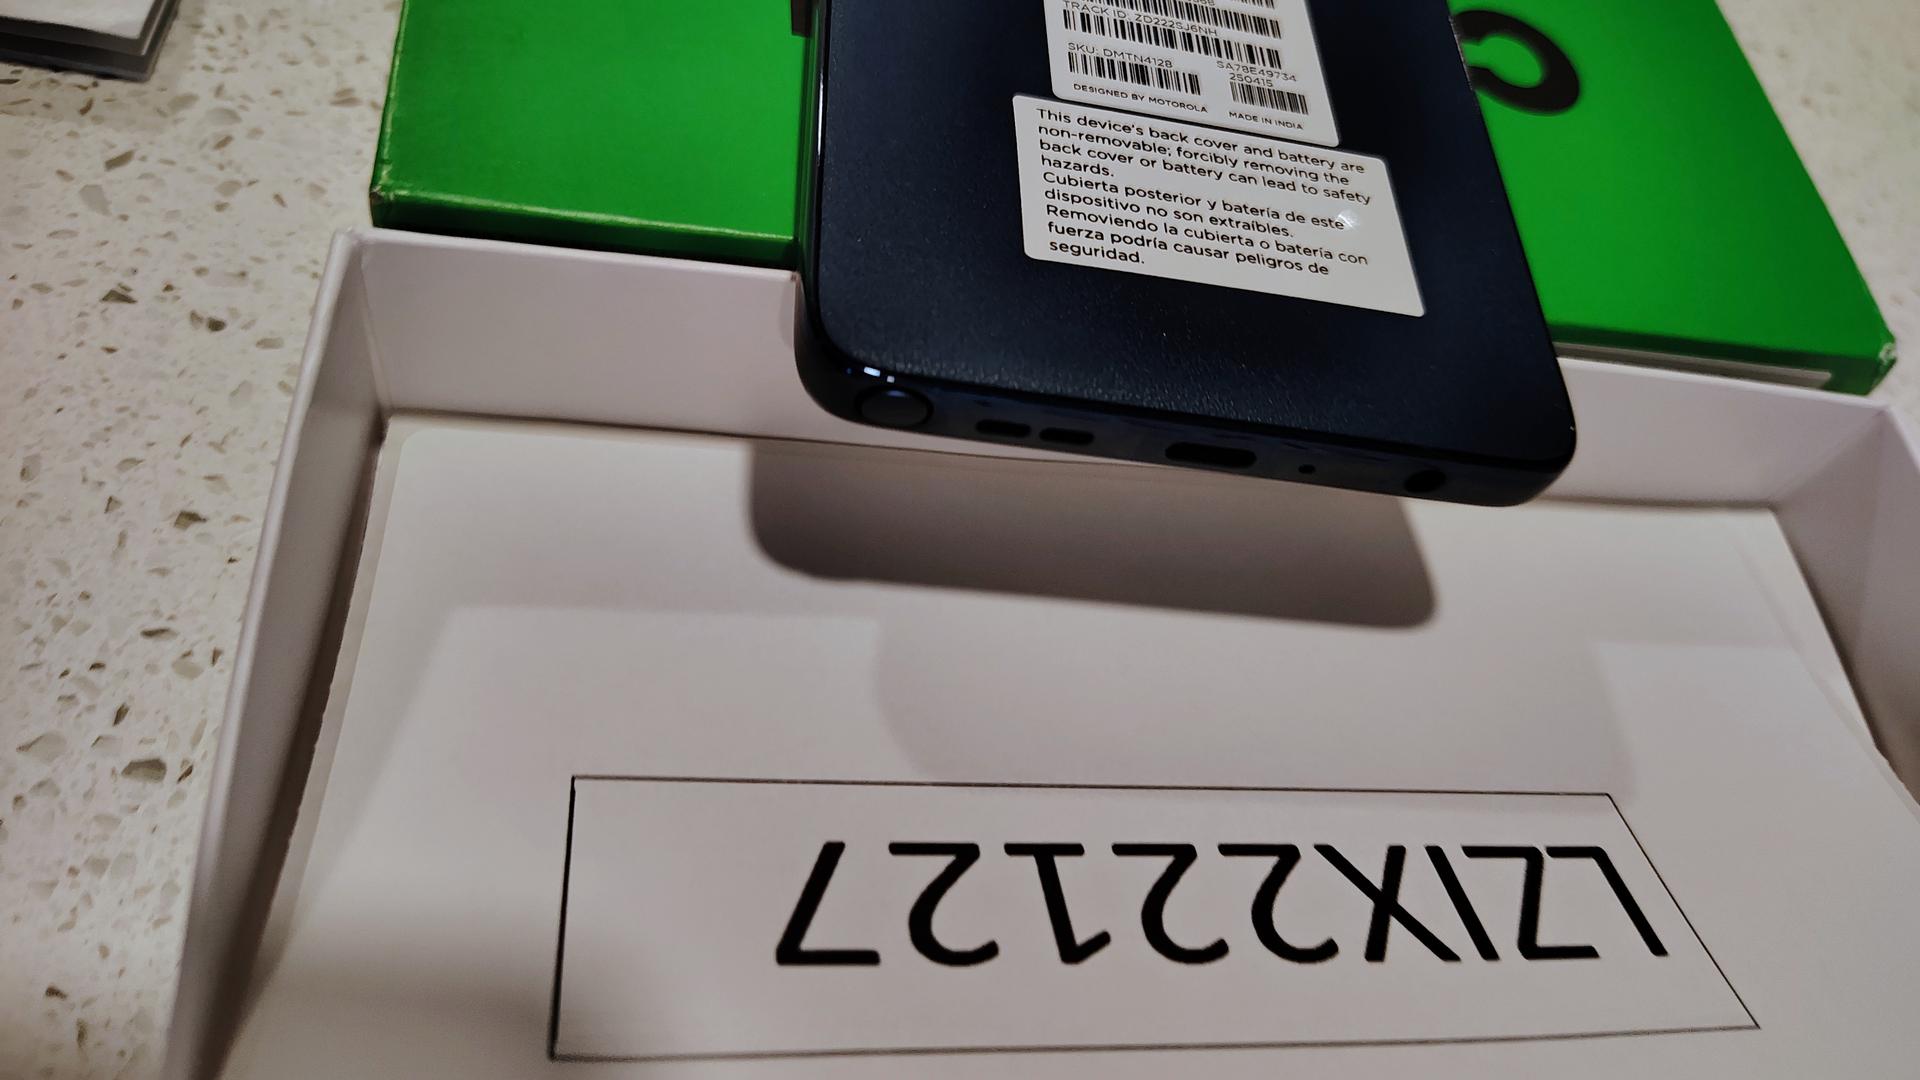 TRACK ID: ZD222SJ6NH
SKU: DMTN4128
SA78E49734
250415
DESIGNED BY MOTOROLA
MADE IN INDIA
This device's back cover and battery are
non-removable; forcibly removing the
back cover or battery can lead to safety
hazards.
Cubierta posterior y batería de este
dispositivo no son extraíbles.
Removiendo la cubierta o batería con
fuerza podría causar peligros de
seguridad.
LZIX22127